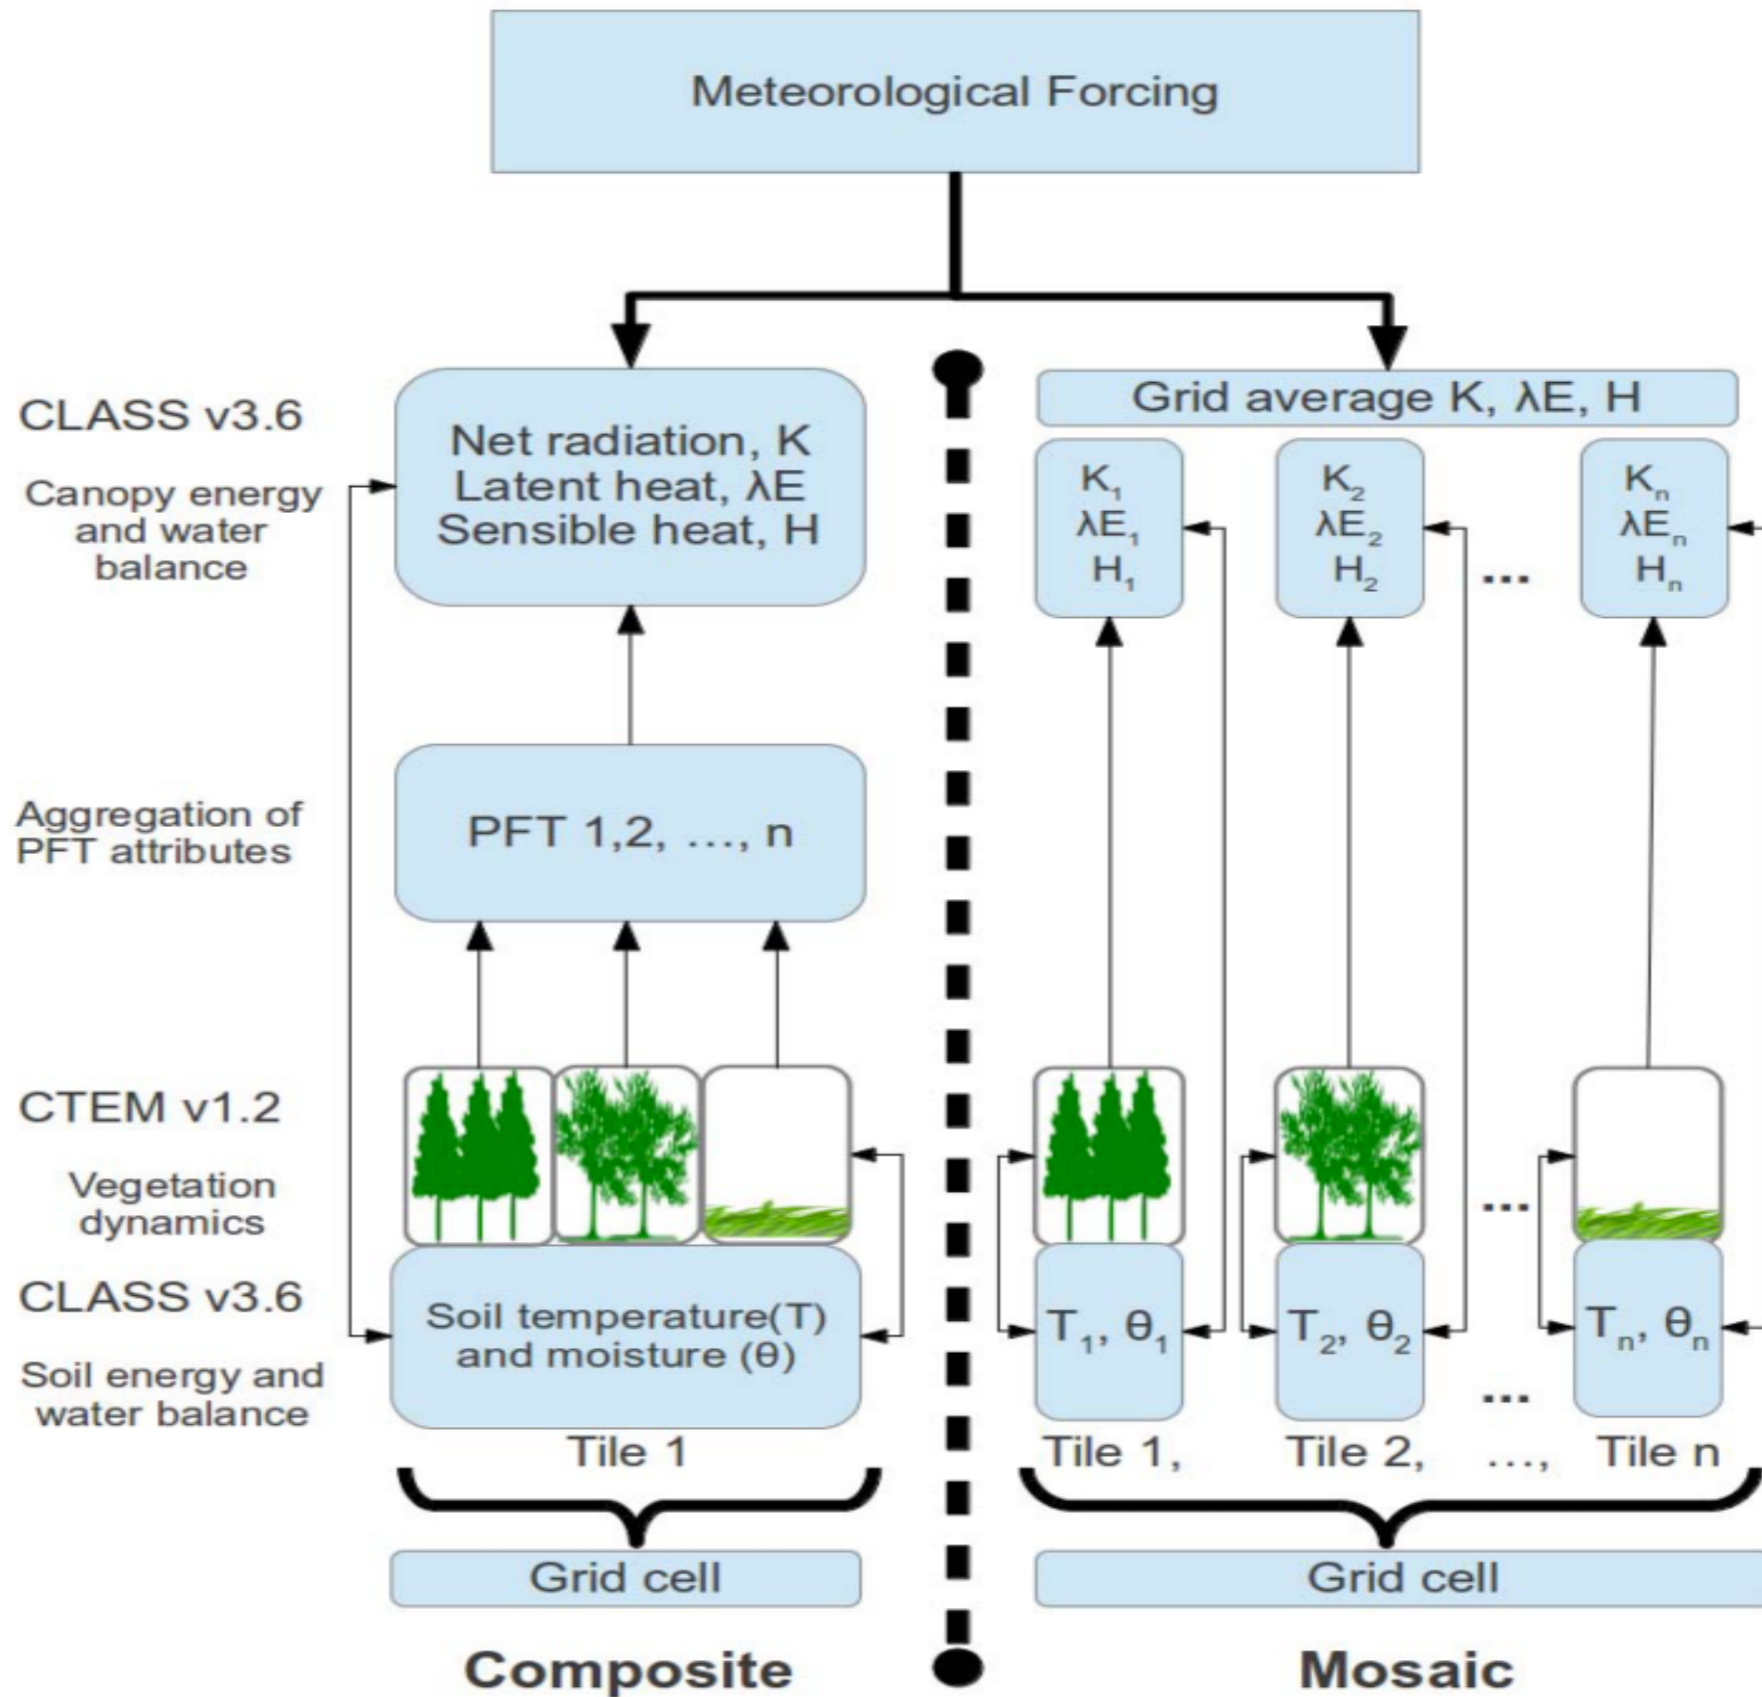 Meteorological Forcing
CLASS v3.6
Canopy energy
and water
balance
Net radiation, K
Latent heat, λE
Sensible heat, H
Grid average K, λE, H
K₁
λE₁
H₁
K₂
λE₂
H₂
...
Kₙ
λEₙ
Hₙ
Aggregation of
PFT attributes
PFT 1,2, ..., n
CTEM v1.2
Vegetation
dynamics
...
CLASS v3.6
Soil energy and
water balance
Soil temperature(T)
and moisture (θ)
T₁, θ₁
T₂, θ₂
...
Tₙ, θₙ
Tile 1
Tile 1,
Tile 2,
...,
Tile n
Grid cell
Grid cell
Composite
Mosaic